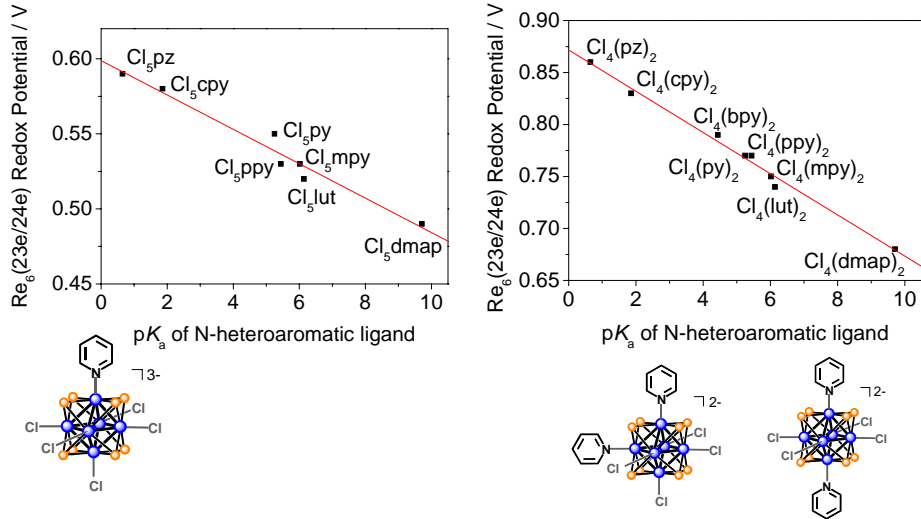 Re₆(23e/24e) Redox Potential / V
0.60
0.55
0.50
0.45
Cl₅pz
Cl₅cpy
Cl₅py
Cl₅ppy
Cl₅mpy
Cl₅lut
Cl₅dmap
0 2 4 6 8 10
pKₐ of N-heteroaromatic ligand
Re₆(23e/24e) Redox Potential / V
0.90
0.85
0.80
0.75
0.70
0.65
Cl₄(pz)₂
Cl₄(cpy)₂
Cl₄(bpy)₂
Cl₄(ppy)₂
Cl₄(py)₂
Cl₄(mpy)₂
Cl₄(lut)₂
Cl₄(dmap)₂
0 2 4 6 8 10
pKₐ of N-heteroaromatic ligand
N
3-
Cl
Cl
Cl
Cl
Cl
N
2-
N
Cl
Cl
Cl
Cl
N
2-
Cl
Cl
Cl
Cl
N